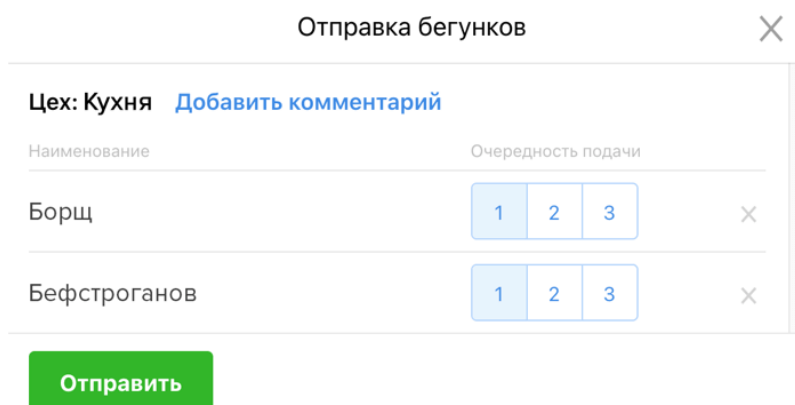 Отправка бегунков
Цех: Кухня Добавить комментарий
Наименование Очередность подачи
Борщ 1 2 3
Бефстроганов 1 2 3
Отправить